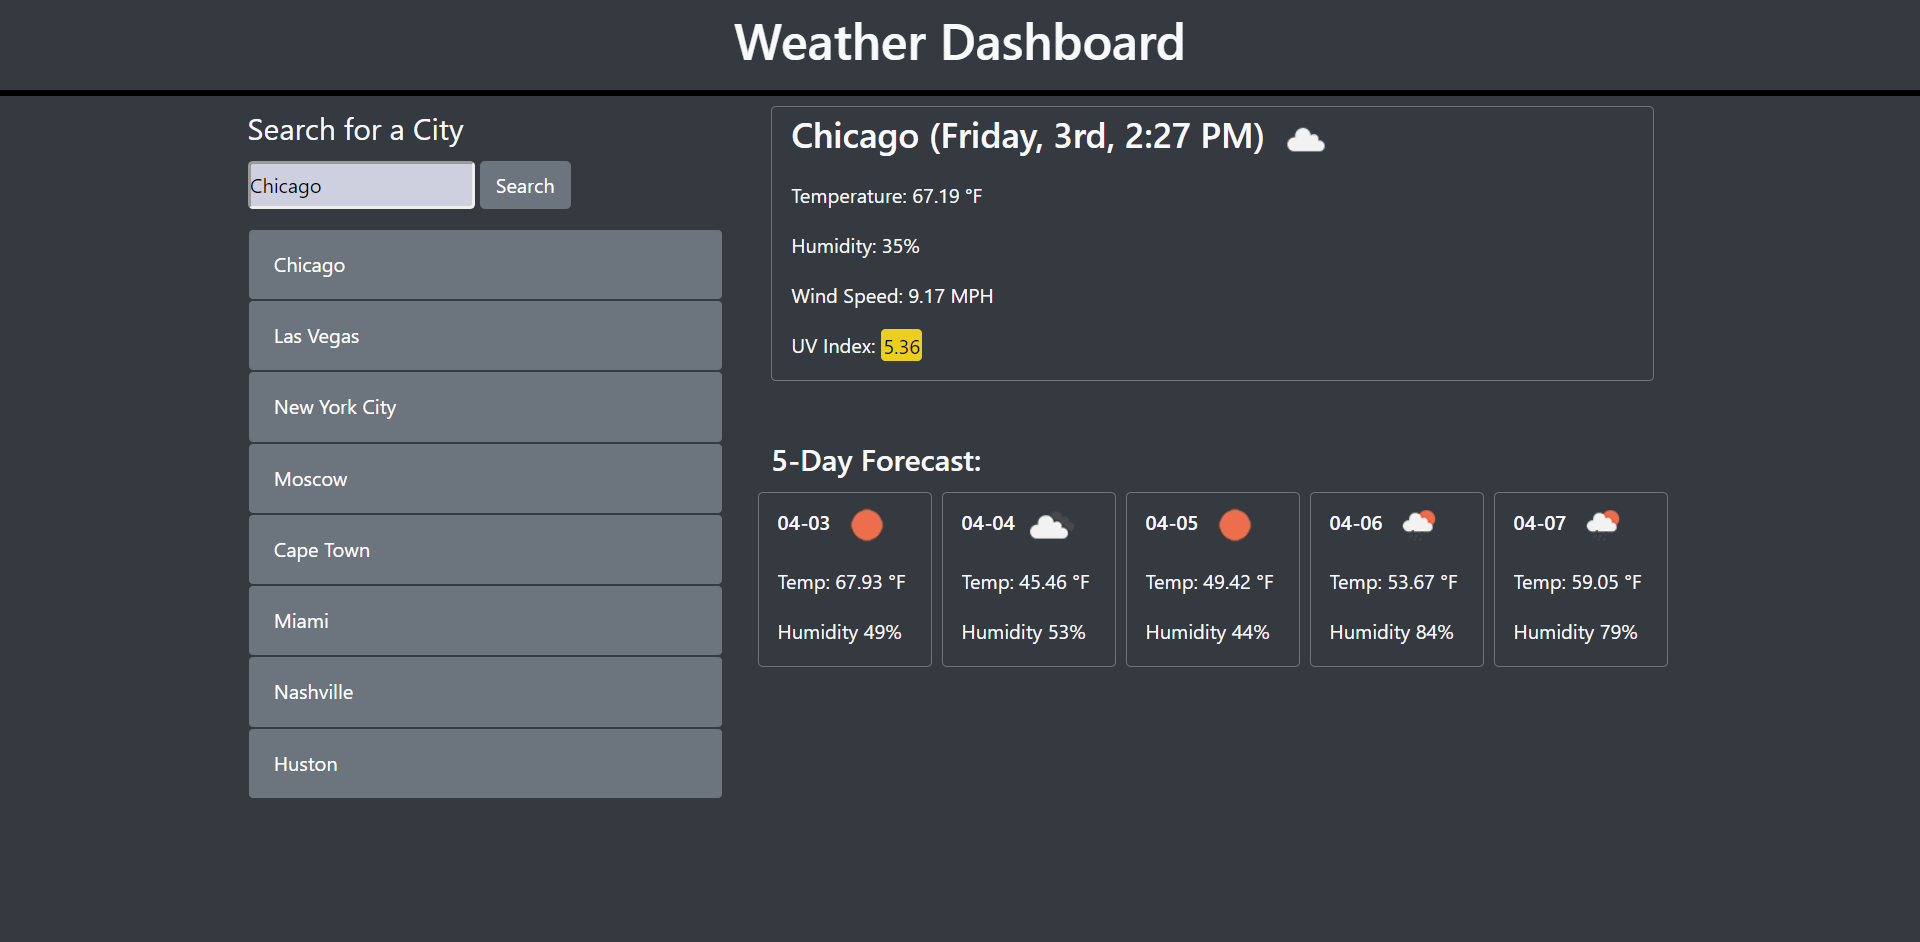 Weather Dashboard
Search for a City
Chicago
Search
Chicago
Las Vegas
New York City
Moscow
Cape Town
Miami
Nashville
Huston
Chicago (Friday, 3rd, 2:27 PM)
Temperature: 67.19 °F
Humidity: 35%
Wind Speed: 9.17 MPH
UV Index: 5.36
5-Day Forecast:
04-03
Temp: 67.93 °F
Humidity 49%
04-04
Temp: 45.46 °F
Humidity 53%
04-05
Temp: 49.42 °F
Humidity 44%
04-06
Temp: 53.67 °F
Humidity 84%
04-07
Temp: 59.05 °F
Humidity 79%